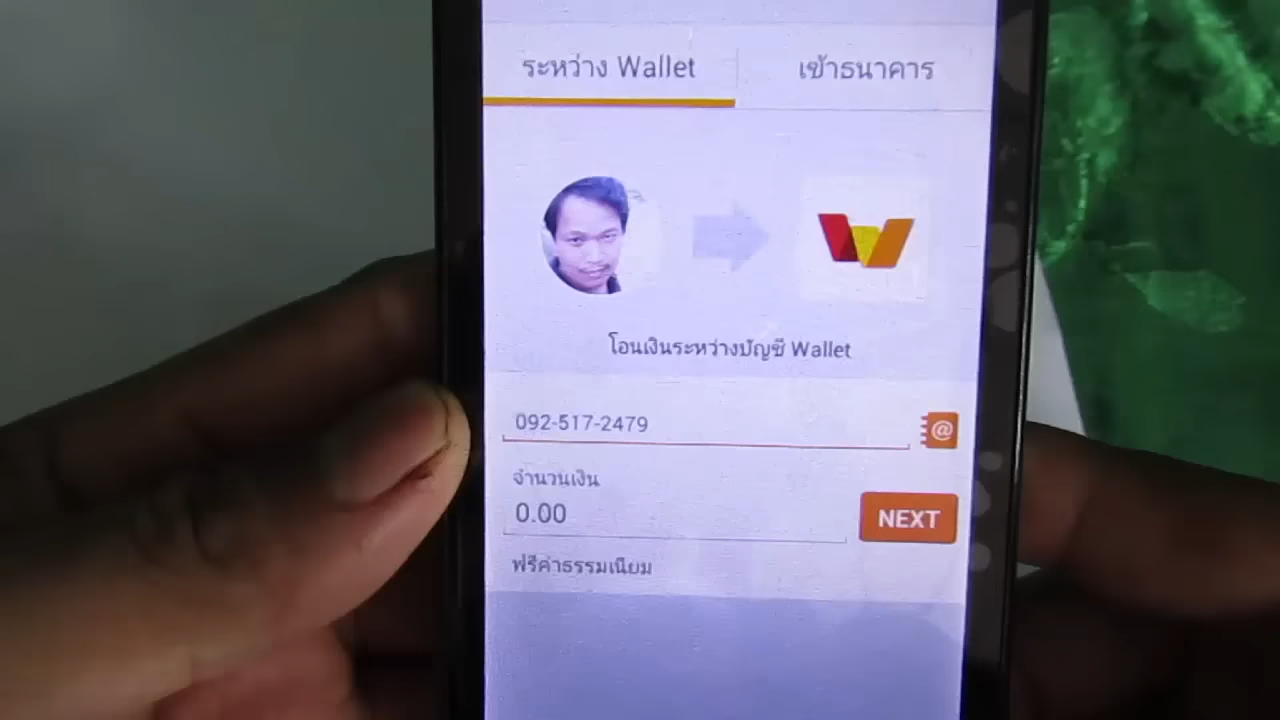 ระหว่าง Wallet
เข้าธนาคาร
โอนเงินระหว่างบัญชี Wallet
092-517-2479
@
จำนวนเงิน
0.00
NEXT
ฟรีค่าธรรมเนียม